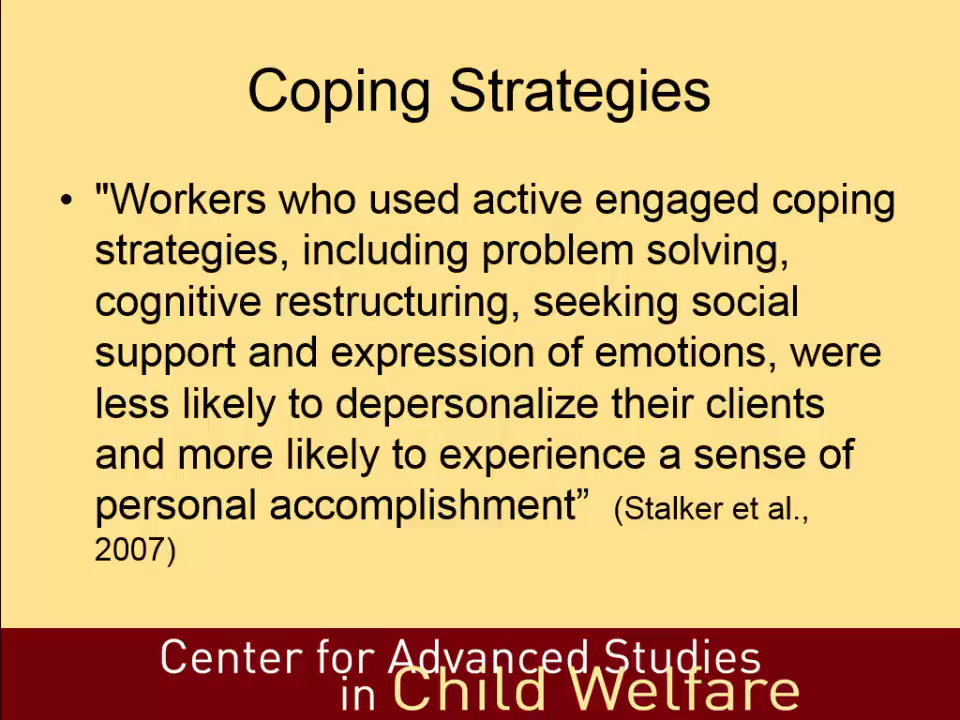 Coping Strategies
• "Workers who used active engaged coping
strategies, including problem solving,
cognitive restructuring, seeking social
support and expression of emotions, were
less likely to depersonalize their clients
and more likely to experience a sense of
personal accomplishment” (Stalker et al.,
2007)
Center for Advanced Studies
in Child Welfare